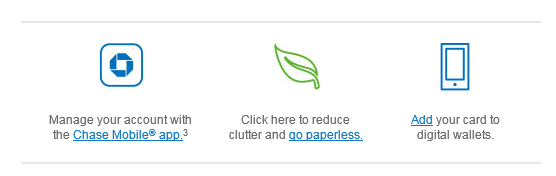 Manage your account with
the Chase Mobile® app.³
Click here to reduce
clutter and go paperless.
Add your card to
digital wallets.